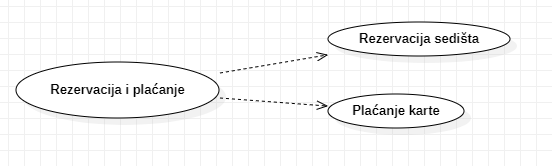 Rezervacija sedišta
Rezervacija i plaćanje
Plaćanje karte